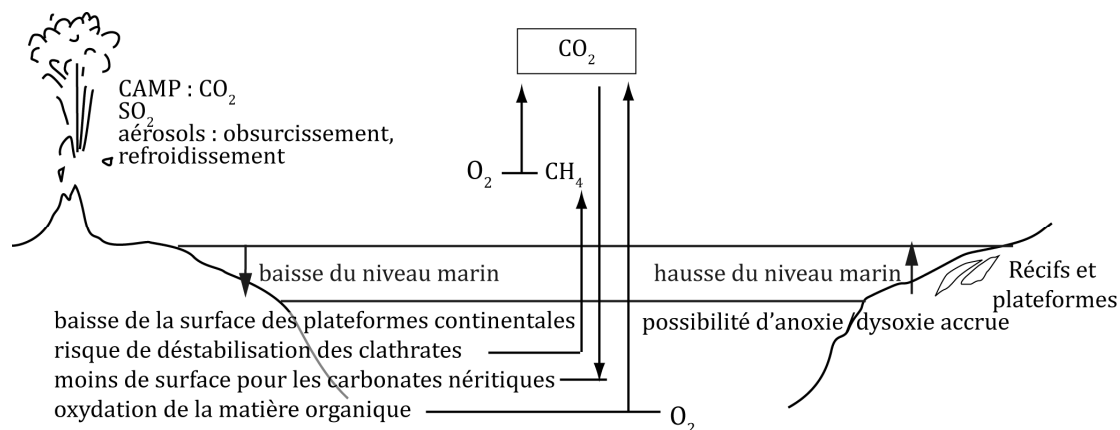 CO₂
CAMP : CO₂
SO₂
aérosols : obsurcissement,
refroidissement
O₂ CH₄
baisse du niveau marin
hausse du niveau marin
Récifs et
plateformes
baisse de la surface des plateformes continentales
possibilité d'anoxie/dysoxie accrue
risque de déstabilisation des clathrates
moins de surface pour les carbonates néritiques
oxydation de la matière organique
O₂